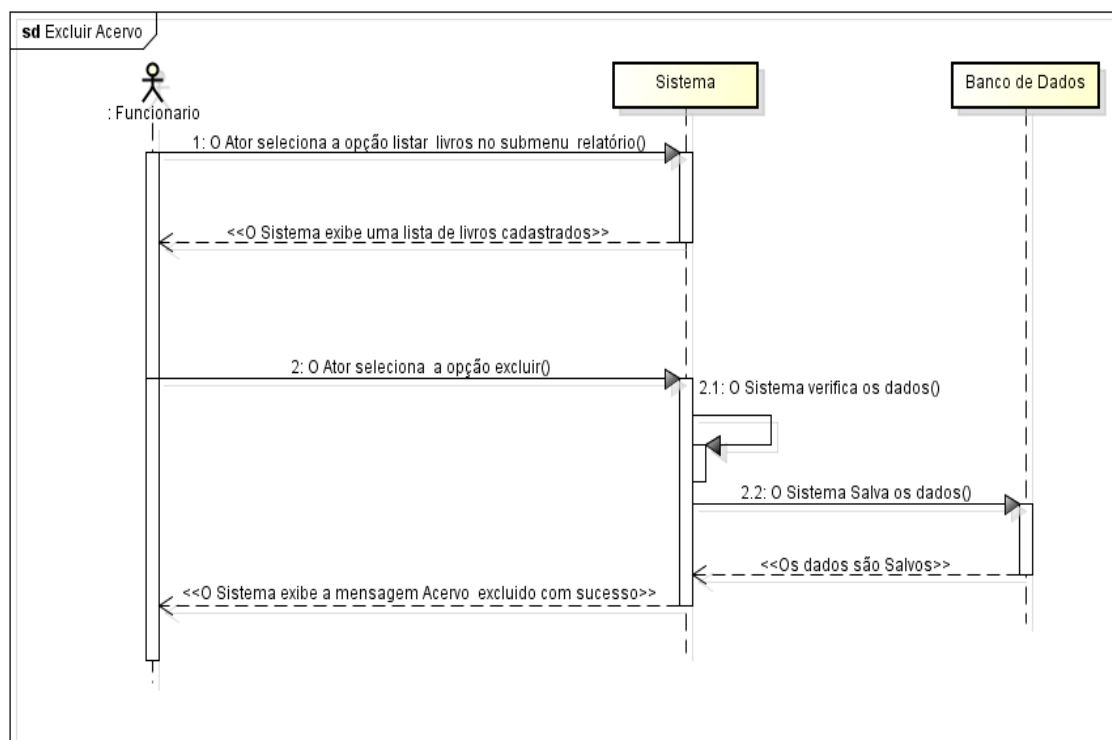 sd Excluir Acervo
: Funcionario
Sistema
Banco de Dados
1: O Ator seleciona a opção listar livros no submenu relatório()
<<O Sistema exibe uma lista de livros cadastrados>>
2: O Ator seleciona a opção excluir()
2.1: O Sistema verifica os dados()
2.2: O Sistema Salva os dados()
<<Os dados são Salvos>>
<<O Sistema exibe a mensagem Acervo excluido com sucesso>>